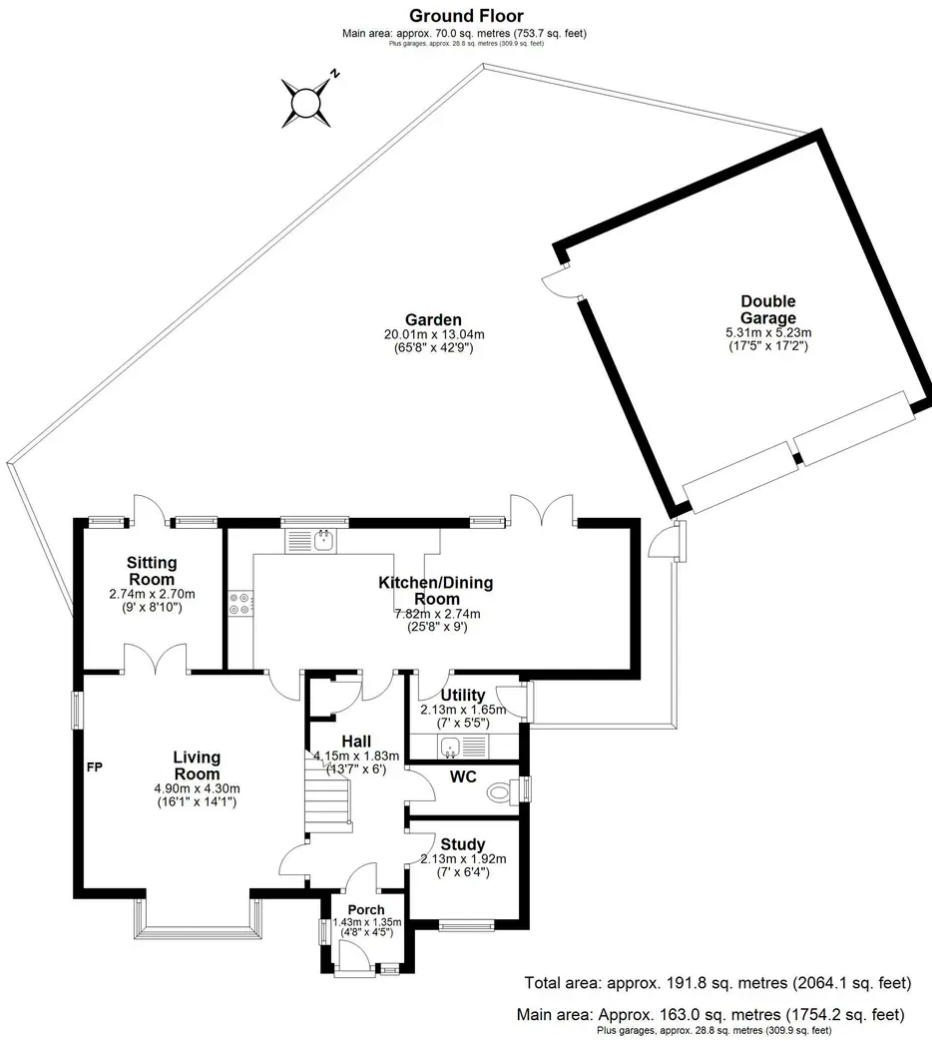 Ground Floor
Main area: approx. 70.0 sq. metres (753.7 sq. feet)
Plus garages, approx. 28.8 sq. metres (309.9 sq. feet)
N
Garden
20.01m x 13.04m
(65'8" x 42'9")
Double
Garage
5.31m x 5.23m
(17'5" x 17'2")
Sitting
Room
2.74m x 2.70m
(9' x 8'10")
Kitchen/Dining
Room
7.82m x 2.74m
(25'8" x 9')
Utility
2.13m x 1.65m
(7' x 5'5")
Hall
4.15m x 1.83m
(13'7" x 6')
FP
Living
Room
4.90m x 4.30m
(16'1" x 14'1")
WC
Study
2.13m x 1.92m
(7' x 6'4")
Porch
1.43m x 1.35m
(4'8" x 4'5")
Total area: approx. 191.8 sq. metres (2064.1 sq. feet)
Main area: Approx. 163.0 sq. metres (1754.2 sq. feet)
Plus garages, approx. 28.8 sq. metres (309.9 sq. feet)